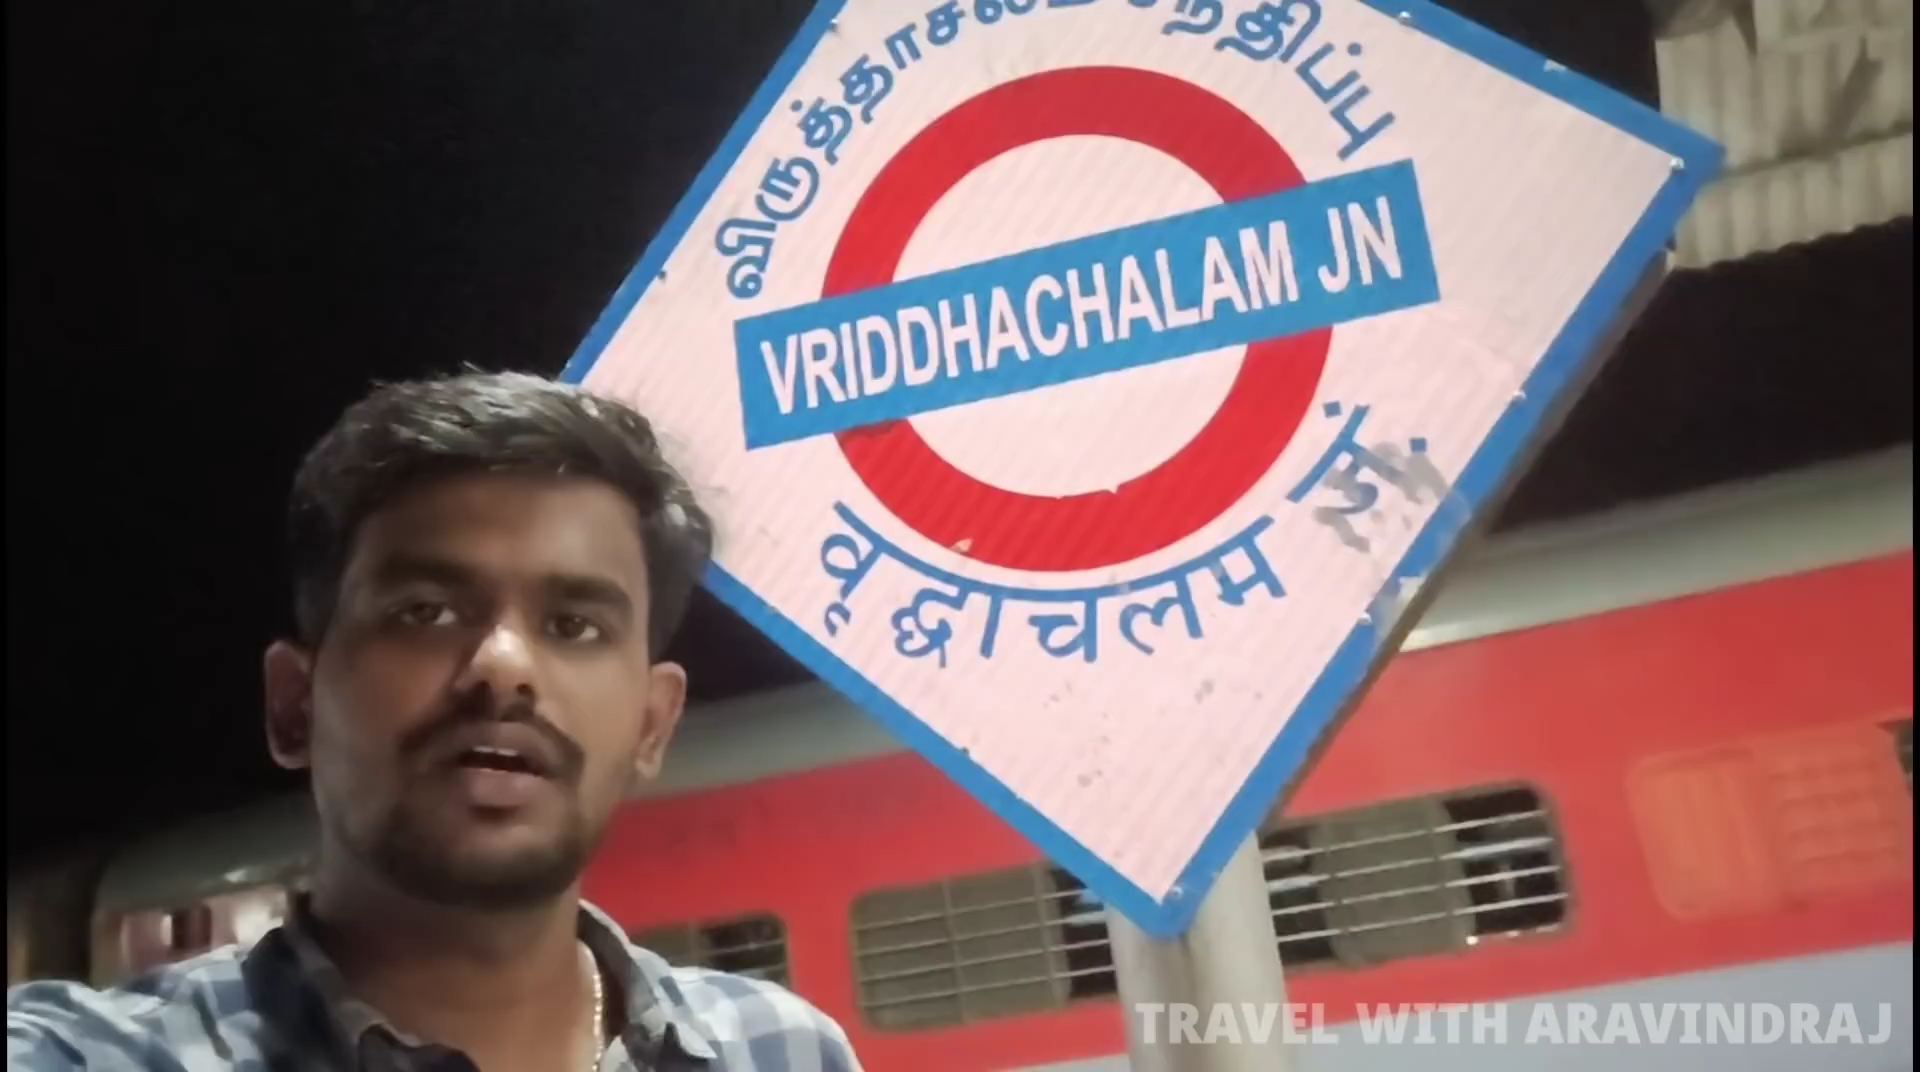 விருத்தாசலம் சந்திப்பு
VRIDDHACHALAM JN
वृद्धाचलम जं.
TRAVEL WITH ARAVINDRAJ